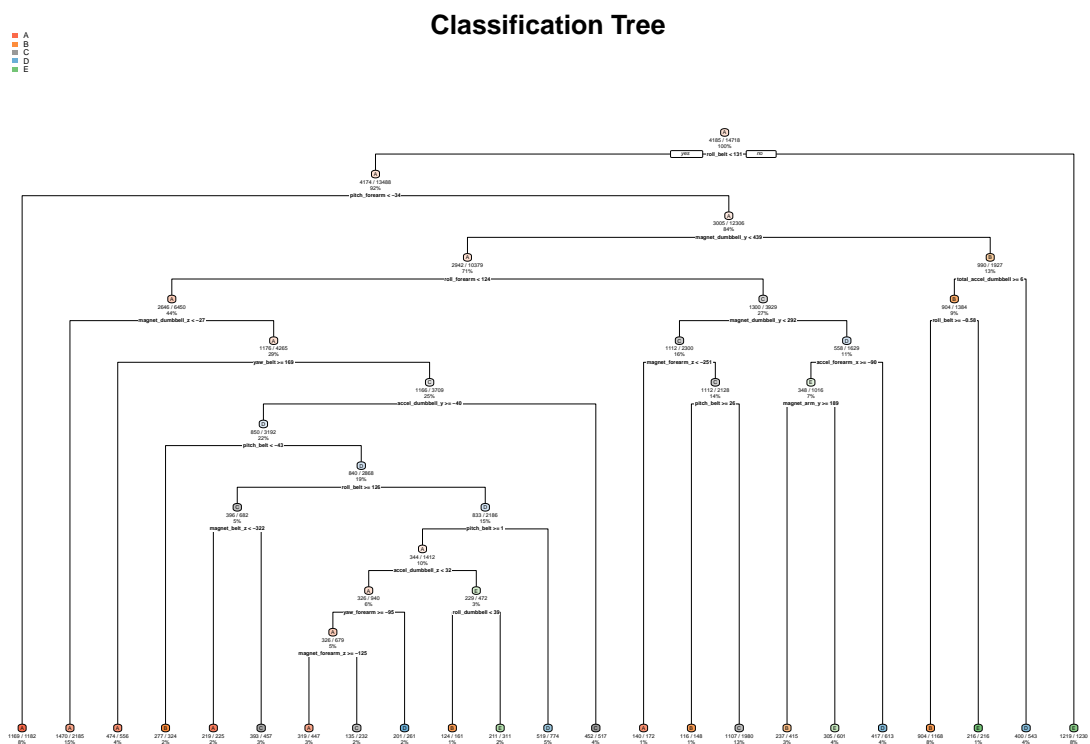 Classification Tree
A
B
C
D
E
A
4185 / 14718
100%
yes roll_belt < 131 no
A
4174 / 13488
92%
pitch_forearm < −34
A
3005 / 12306
84%
magnet_dumbbell_y < 439
A
2942 / 10379
71%
roll_forearm < 124
B
990 / 1927
13%
total_accel_dumbbell >= 6
A
2646 / 6450
44%
magnet_dumbbell_z < −27
C
1300 / 3929
27%
magnet_dumbbell_y < 292
B
904 / 1384
9%
roll_belt >= −0.58
A
1176 / 4265
29%
yaw_belt >= 169
C
1112 / 2300
16%
magnet_forearm_z < −251
D
558 / 1629
11%
accel_forearm_x >= −90
C
1166 / 3709
25%
accel_dumbbell_y >= −40
C
1112 / 2128
14%
pitch_belt >= 26
E
348 / 1016
7%
magnet_arm_y >= 189
D
850 / 3192
22%
pitch_belt < −43
D
840 / 2868
19%
roll_belt >= 126
C
396 / 682
5%
magnet_belt_z < −322
D
833 / 2186
15%
pitch_belt >= 1
A
344 / 1412
10%
accel_dumbbell_z < 32
A
326 / 940
6%
yaw_forearm >= −95
E
229 / 472
3%
roll_dumbbell < 39
A
326 / 679
5%
magnet_forearm_z >= −125
A A A B A C A C D B E D C A B C B E D B E D E
1169 / 1182 1470 / 2185 474 / 556 277 / 324 219 / 225 393 / 457 319 / 447 135 / 232 201 / 261 124 / 161 211 / 311 519 / 774 452 / 517 140 / 172 116 / 148 1107 / 1980 237 / 415 305 / 601 417 / 613 904 / 1168 216 / 216 400 / 543 1219 / 1230
8% 15% 4% 2% 2% 3% 3% 2% 2% 1% 2% 5% 4% 1% 1% 13% 3% 4% 4% 8% 1% 4% 8%